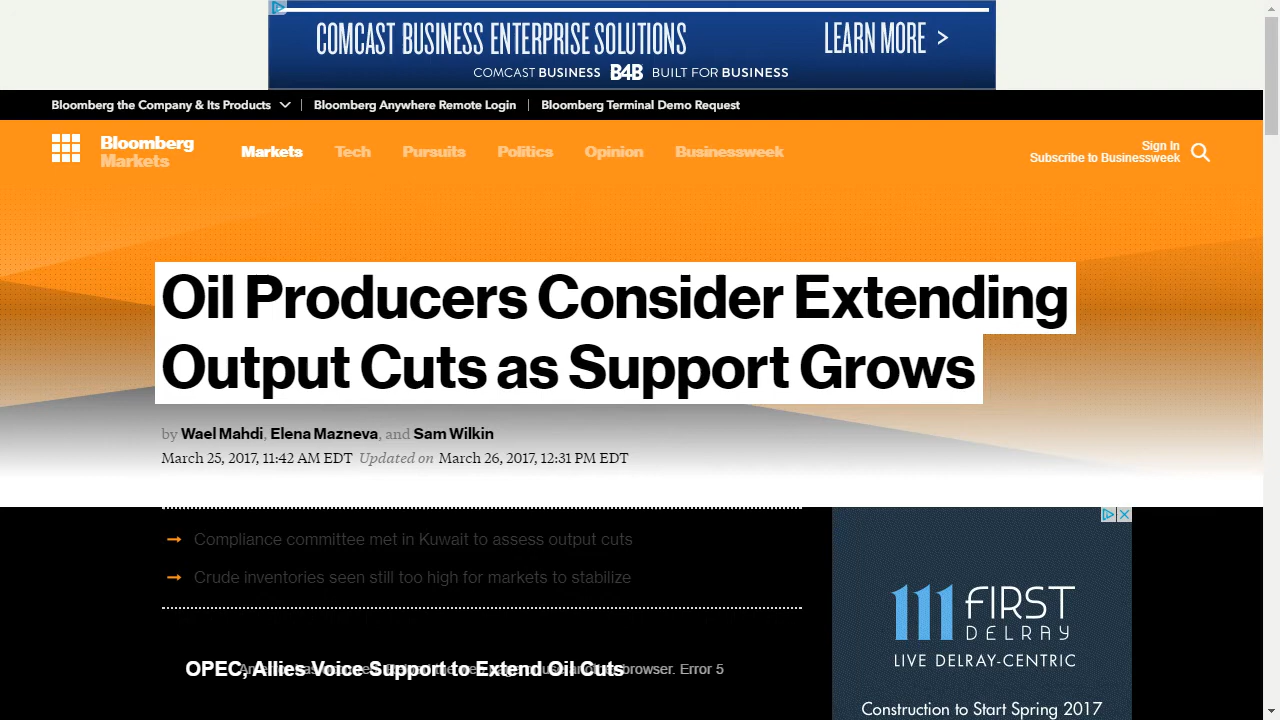 COMCAST BUSINESS ENTERPRISE SOLUTIONS
LEARN MORE >
COMCAST BUSINESS B4B BUILT FOR BUSINESS
Bloomberg the Company & Its Products
Bloomberg Anywhere Remote Login
Bloomberg Terminal Demo Request
Bloomberg
Markets
Markets Tech Pursuits Politics Opinion Businessweek
Sign In
Subscribe to Businessweek
Oil Producers Consider Extending
Output Cuts as Support Grows
by Wael Mahdi, Elena Mazneva, and Sam Wilkin
March 25, 2017, 11:42 AM EDT Updated on March 26, 2017, 12:31 PM EDT
→ Compliance committee met in Kuwait to assess output cuts
→ Crude inventories seen still too high for markets to stabilize
OPEC, Allies Voice Support to Extend Oil Cuts
browser. Error 5
111 FIRST
DELRAY
LIVE DELRAY-CENTRIC
Construction to Start Spring 2017